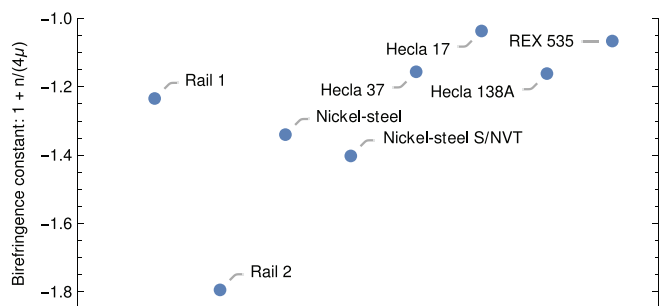 Birefringence constant: 1 + n/(4μ)
−1.0
−1.2
−1.4
−1.6
−1.8
Rail 1
Rail 2
Nickel-steel
Nickel-steel S/NVT
Hecla 37
Hecla 17
Hecla 138A
REX 535